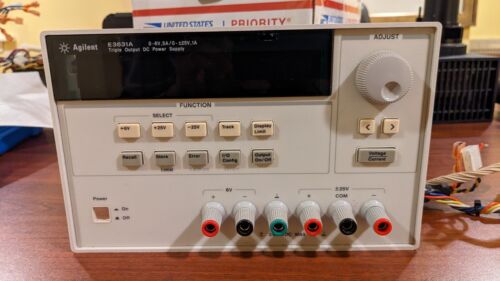 UNITED STATES
PRIORITY
Agilent
E3631A
0-6V,5A/0-±25V,1A
Triple Output DC Power Supply
ADJUST
FUNCTION
SELECT
+6V
+25V
-25V
Track
Display
Limit
<
>
Recall
Store
Error
I/O
Config
Output
On/Off
Voltage
Current
Local
Power
On
Off
6V
±25V
COM
+
-
+
-